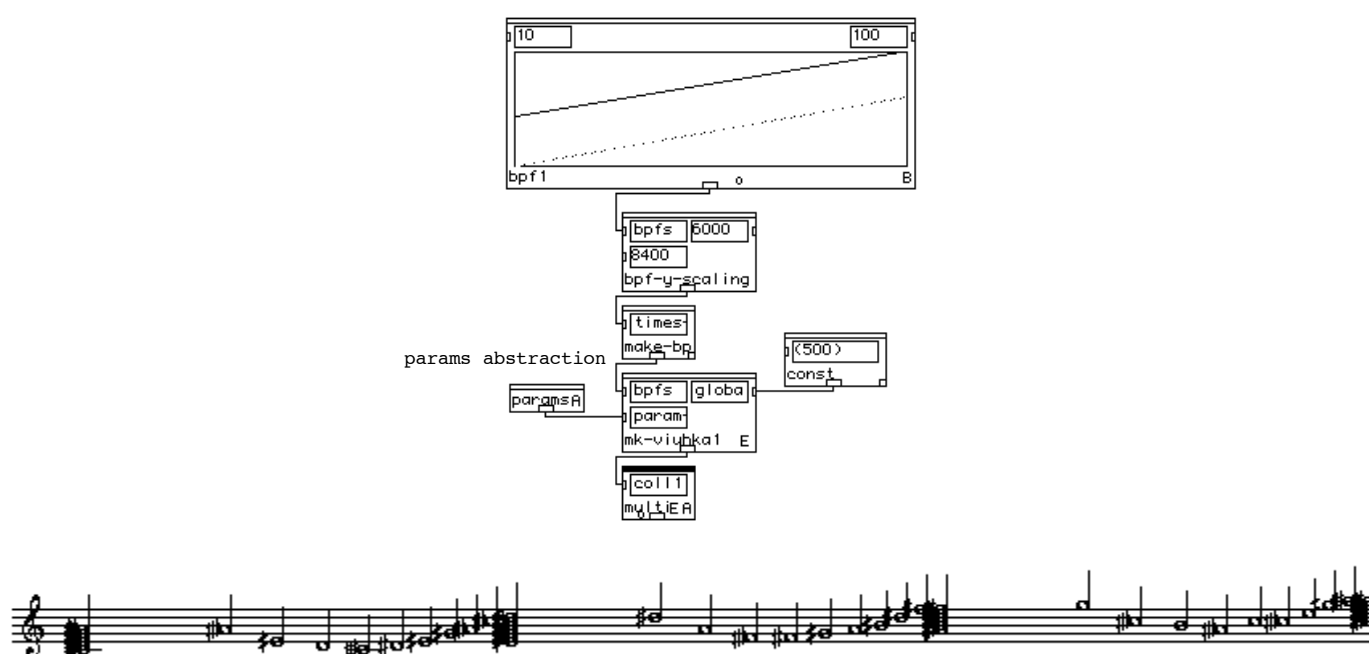 10 100
bpf1 o B
bpfs 6000
8400
bpf-y-scaling
times-
make-bp
params abstraction
(500)
const
bpfs globa
paramsA
param-
mk-viuhka1 E
coll1
multiEA
o